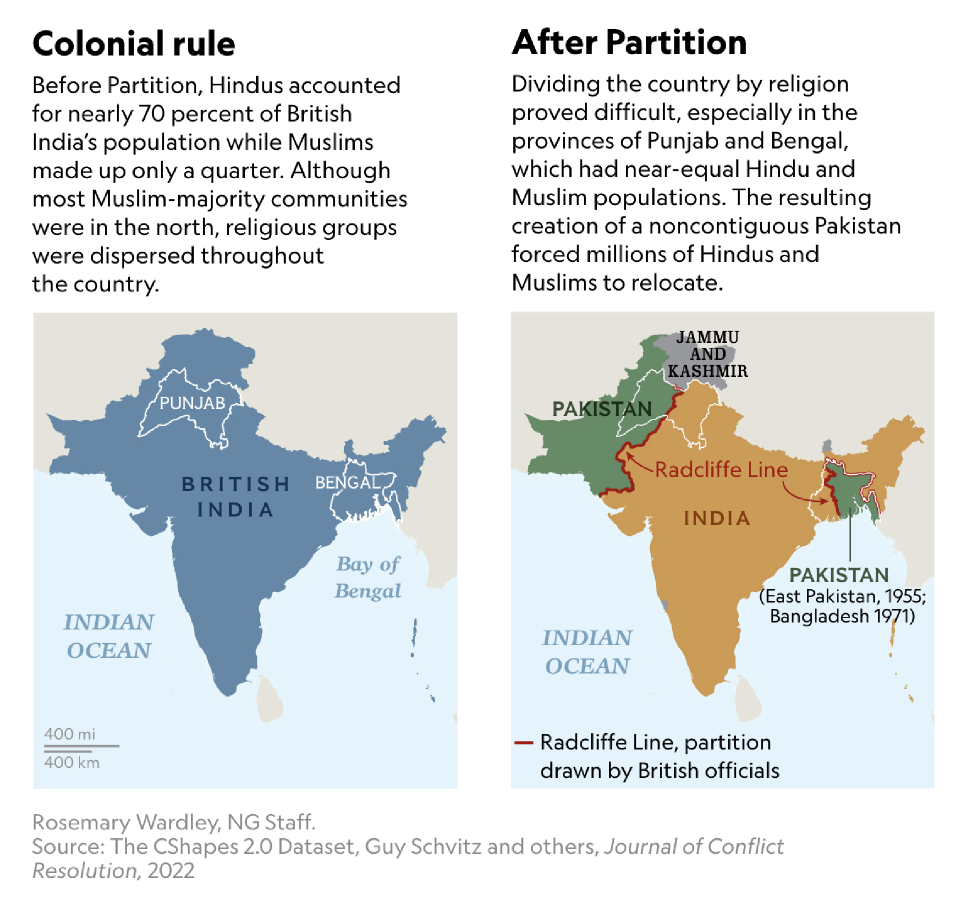 Colonial rule
Before Partition, Hindus accounted
for nearly 70 percent of British
India's population while Muslims
made up only a quarter. Although
most Muslim-majority communities
were in the north, religious groups
were dispersed throughout
the country.
PUNJAB
BRITISH
INDIA
BENGAL
Bay of
Bengal
INDIAN
OCEAN
400 mi
400 km
After Partition
Dividing the country by religion
proved difficult, especially in the
provinces of Punjab and Bengal,
which had near-equal Hindu and
Muslim populations. The resulting
creation of a noncontiguous Pakistan
forced millions of Hindus and
Muslims to relocate.
JAMMU
AND
KASHMIR
PAKISTAN
Radcliffe Line
INDIA
PAKISTAN
(East Pakistan, 1955;
Bangladesh 1971)
INDIAN
OCEAN
Radcliffe Line, partition
drawn by British officials
Rosemary Wardley, NG Staff.
Source: The CShapes 2.0 Dataset, Guy Schvitz and others, Journal of Conflict
Resolution, 2022